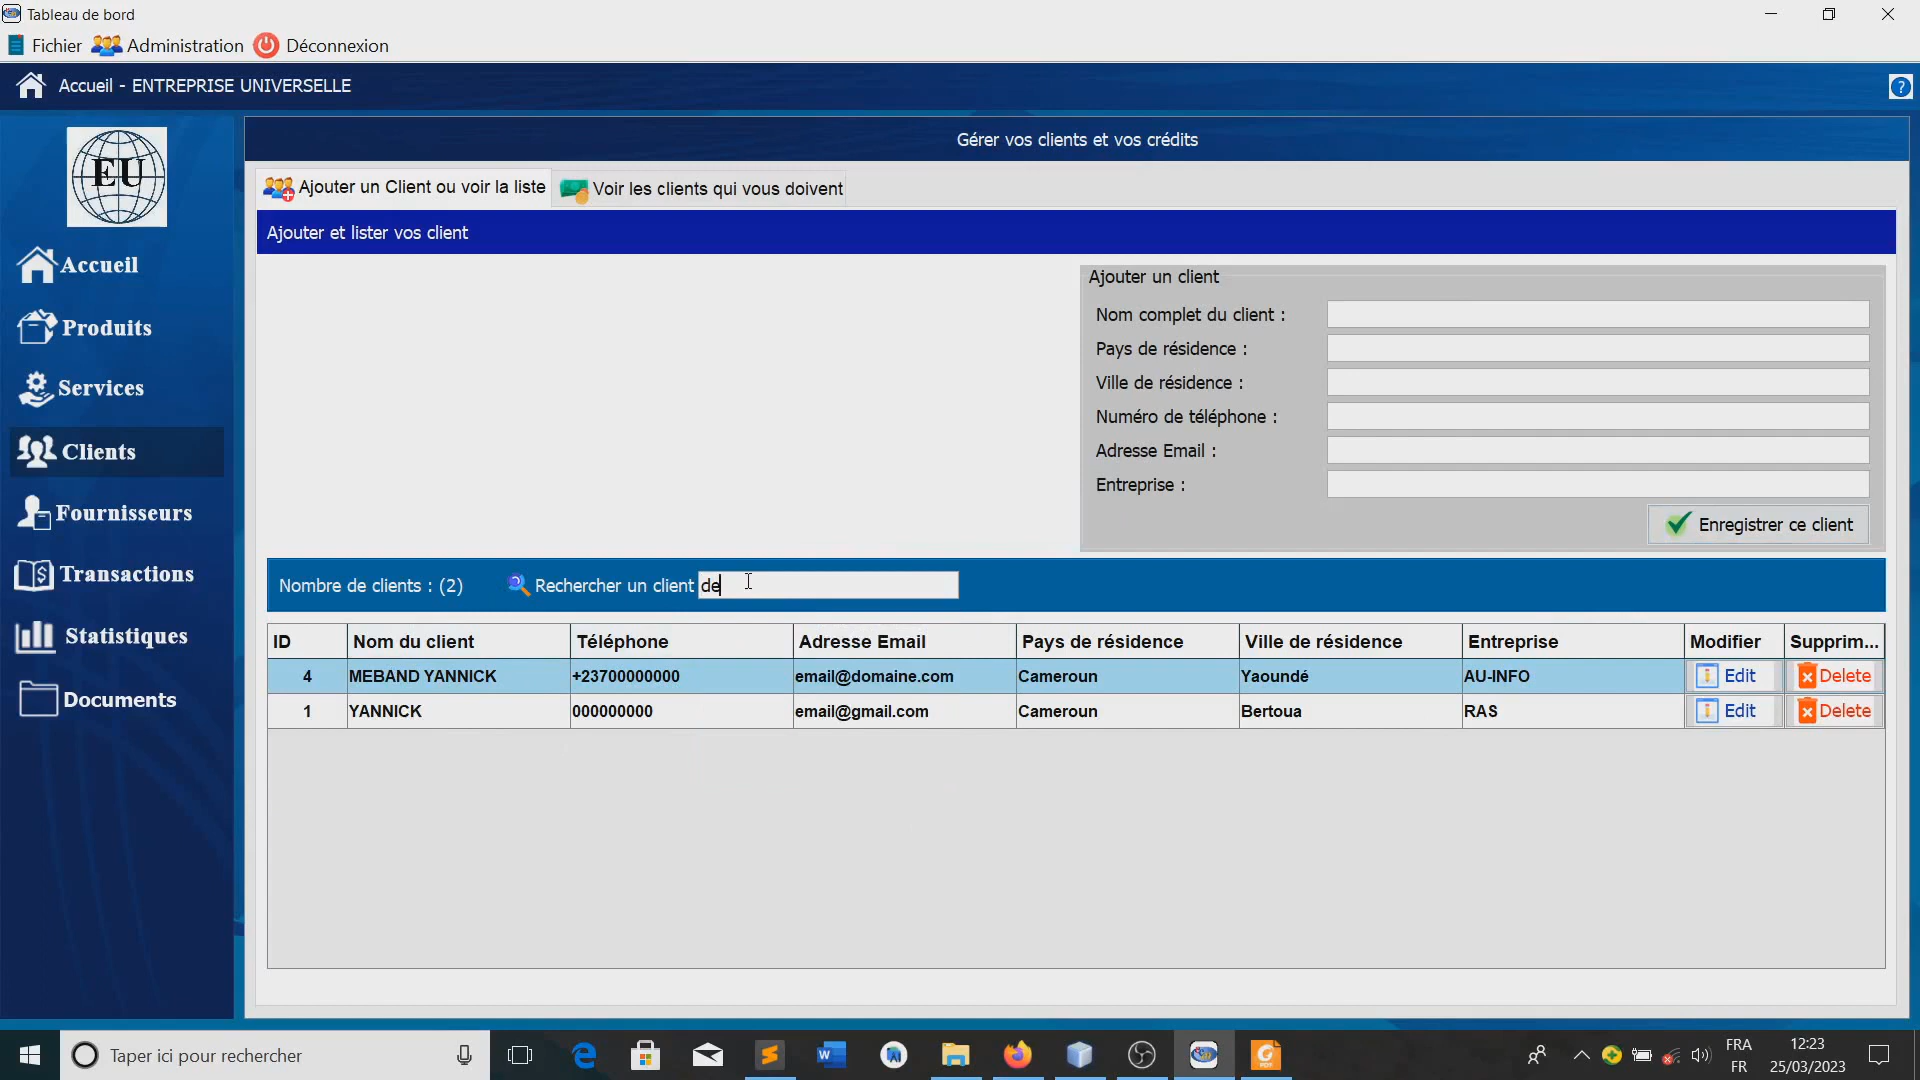 Tableau de bord
Fichier Administration Déconnexion
Accueil - ENTREPRISE UNIVERSELLE
?
EU
Accueil
Produits
Services
Clients
Fournisseurs
Transactions
Statistiques
Documents
Gérer vos clients et vos crédits
Ajouter un Client ou voir la liste Voir les clients qui vous doivent
Ajouter et lister vos client
Ajouter un client
Nom complet du client :
Pays de résidence :
Ville de résidence :
Numéro de téléphone :
Adresse Email :
Entreprise :
Enregistrer ce client
Nombre de clients : (2) Rechercher un client de
ID Nom du client Téléphone Adresse Email Pays de résidence Ville de résidence Entreprise Modifier Supprim...
4 MEBAND YANNICK +23700000000 email@domaine.com Cameroun Yaoundé AU-INFO Edit Delete
1 YANNICK 000000000 email@gmail.com Cameroun Bertoua RAS Edit Delete
Taper ici pour rechercher
FRA
FR
12:23
25/03/2023